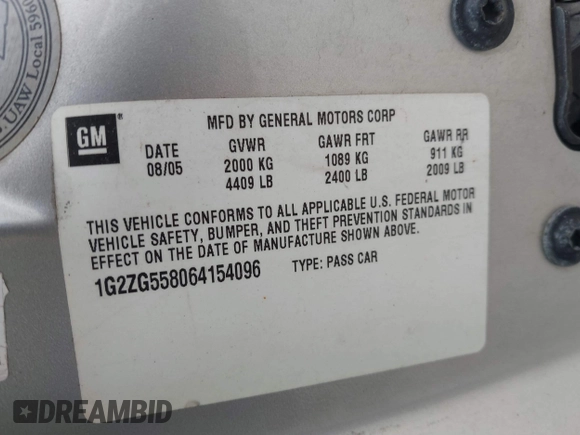 UAW Local 5960
GM
®
MFD BY GENERAL MOTORS CORP
DATE GVWR GAWR FRT GAWR RR
08/05 2000 KG 1089 KG 911 KG
4409 LB 2400 LB 2009 LB
THIS VEHICLE CONFORMS TO ALL APPLICABLE U.S. FEDERAL MOTOR
VEHICLE SAFETY, BUMPER, AND THEFT PREVENTION STANDARDS IN
EFFECT ON THE DATE OF MANUFACTURE SHOWN ABOVE.
1G2ZG558064154096 TYPE: PASS CAR
DREAMBID